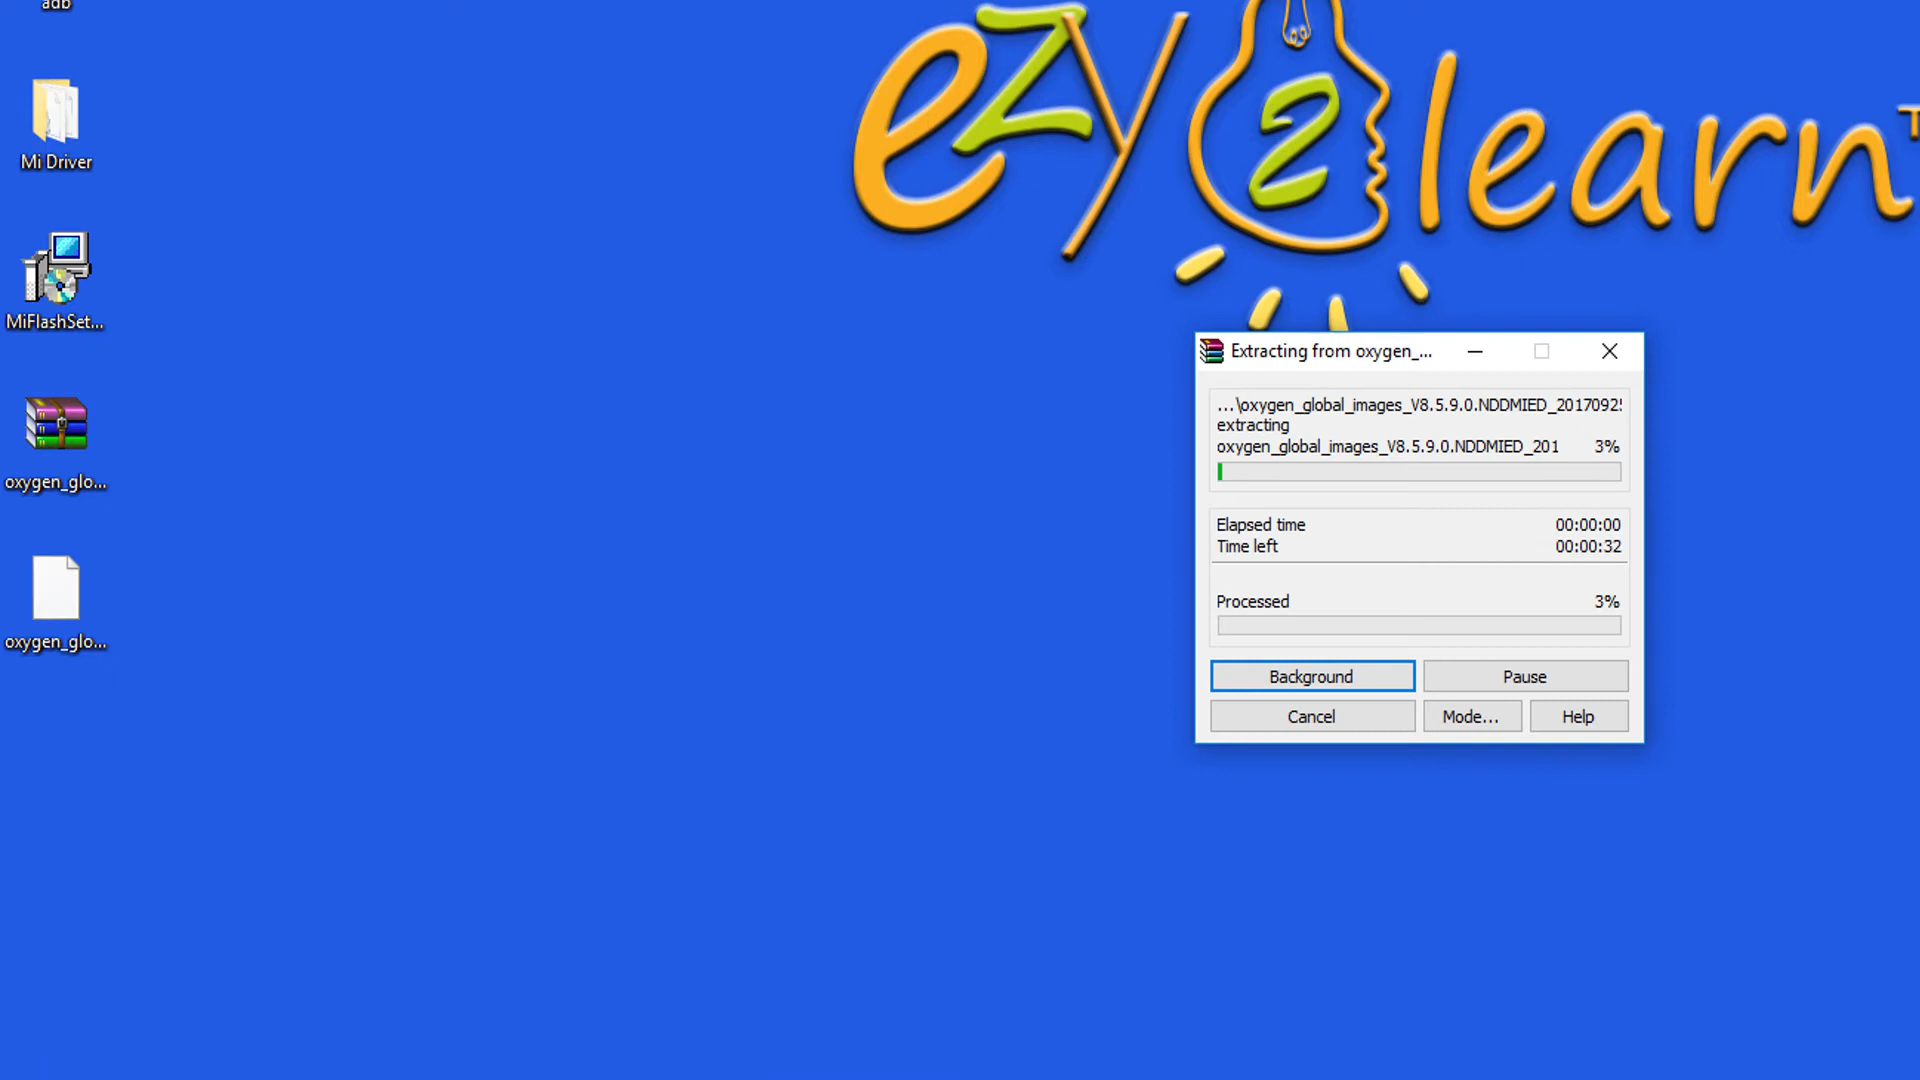 adb
Mi Driver
MiFlashSet...
oxygen_glo...
oxygen_glo...
ezy2learn
Extracting from oxygen_...
...\oxygen_global_images_V8.5.9.0.NDDMIED_2017092
extracting
oxygen_global_images_V8.5.9.0.NDDMIED_201 3%
Elapsed time 00:00:00
Time left 00:00:32
Processed 3%
Background Pause
Cancel Mode... Help